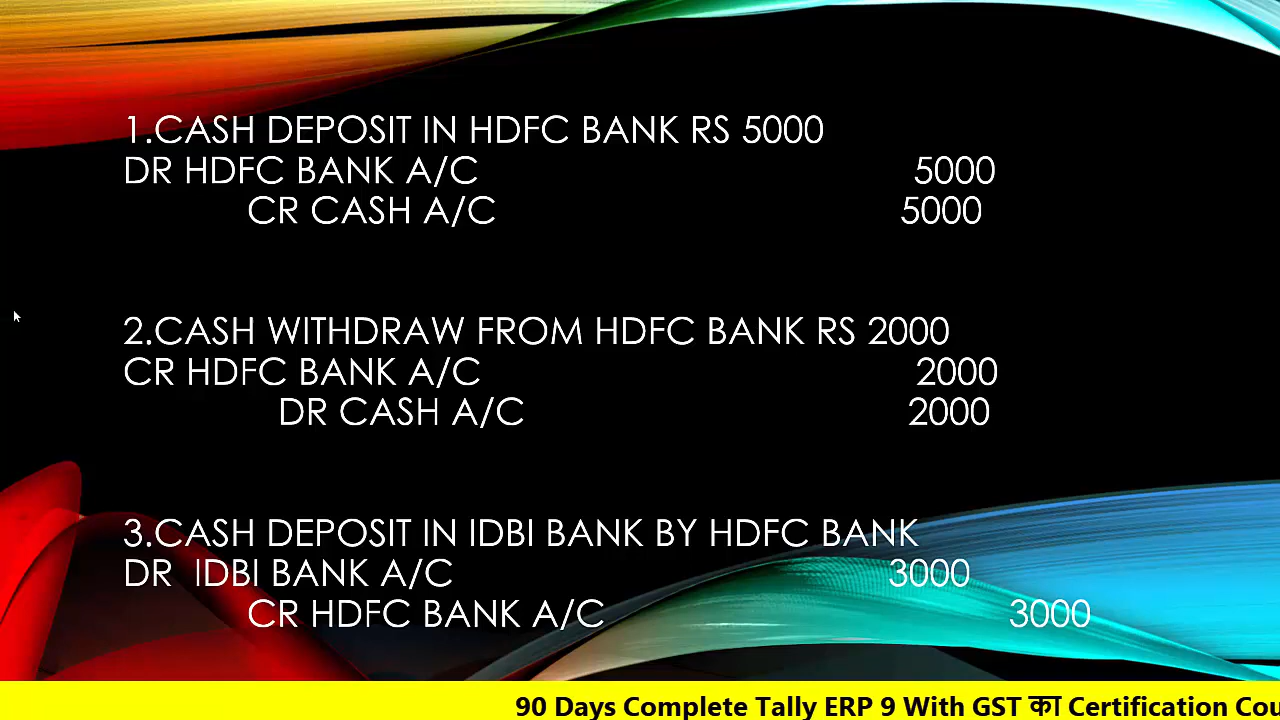 1.CASH DEPOSIT IN HDFC BANK RS 5000
DR HDFC BANK A/C 5000
CR CASH A/C 5000
2.CASH WITHDRAW FROM HDFC BANK RS 2000
CR HDFC BANK A/C 2000
DR CASH A/C 2000
3.CASH DEPOSIT IN IDBI BANK BY HDFC BANK
DR IDBI BANK A/C 3000
CR HDFC BANK A/C 3000
90 Days Complete Tally ERP 9 With GST का Certification Cou